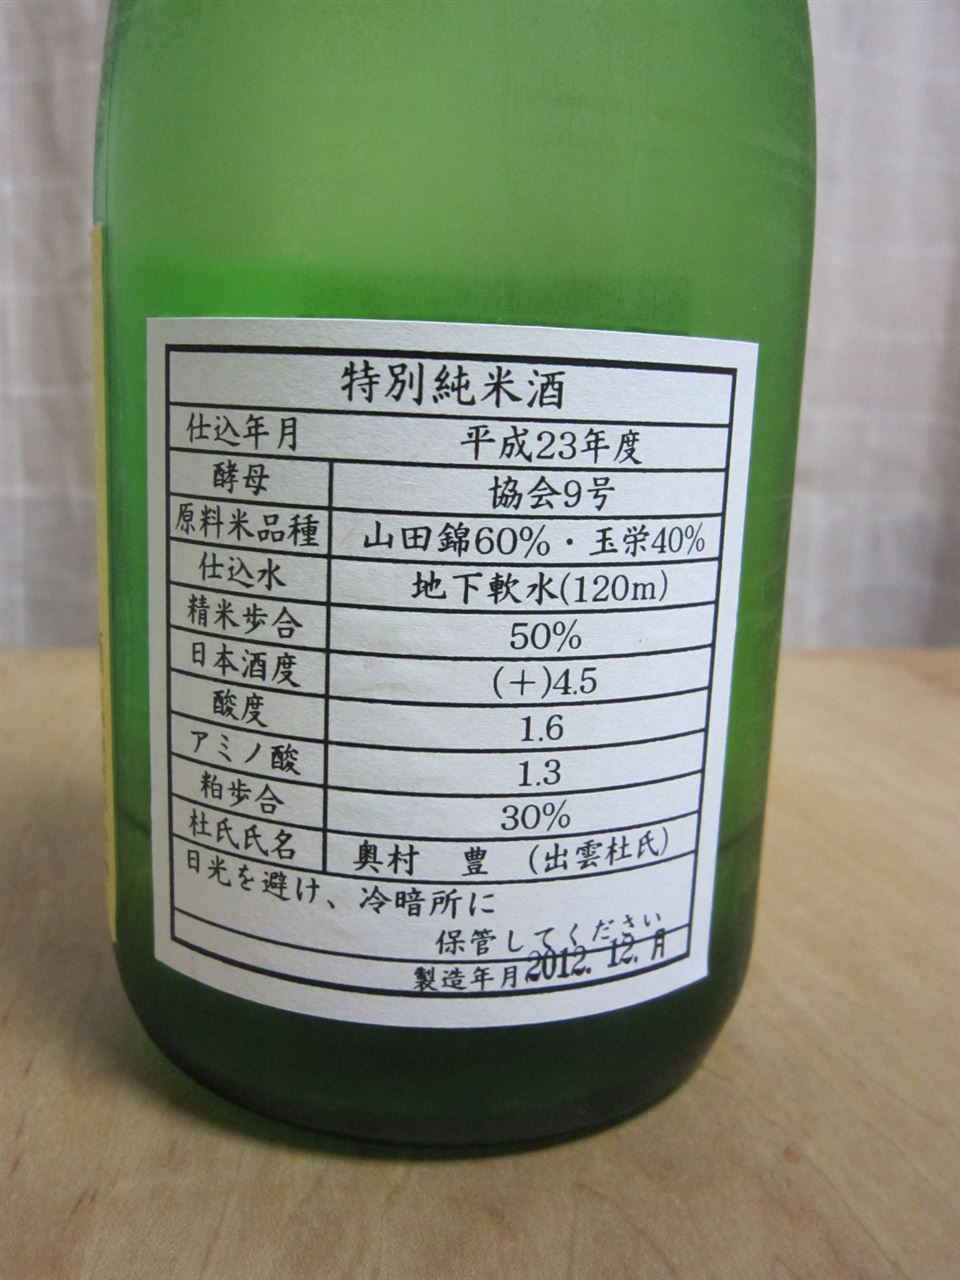 特別純米酒
仕込年月 平成23年度
酵母 協会9号
原料米品種 山田錦60%・玉栄40%
仕込水 地下軟水(120m)
精米歩合 50%
日本酒度 (+)4.5
酸度 1.6
アミノ酸 1.3
粕歩合 30%
杜氏氏名 奥村 豊 (出雲杜氏)
日光を避け、冷暗所に
保管してください
製造年月 2012. 12. 月